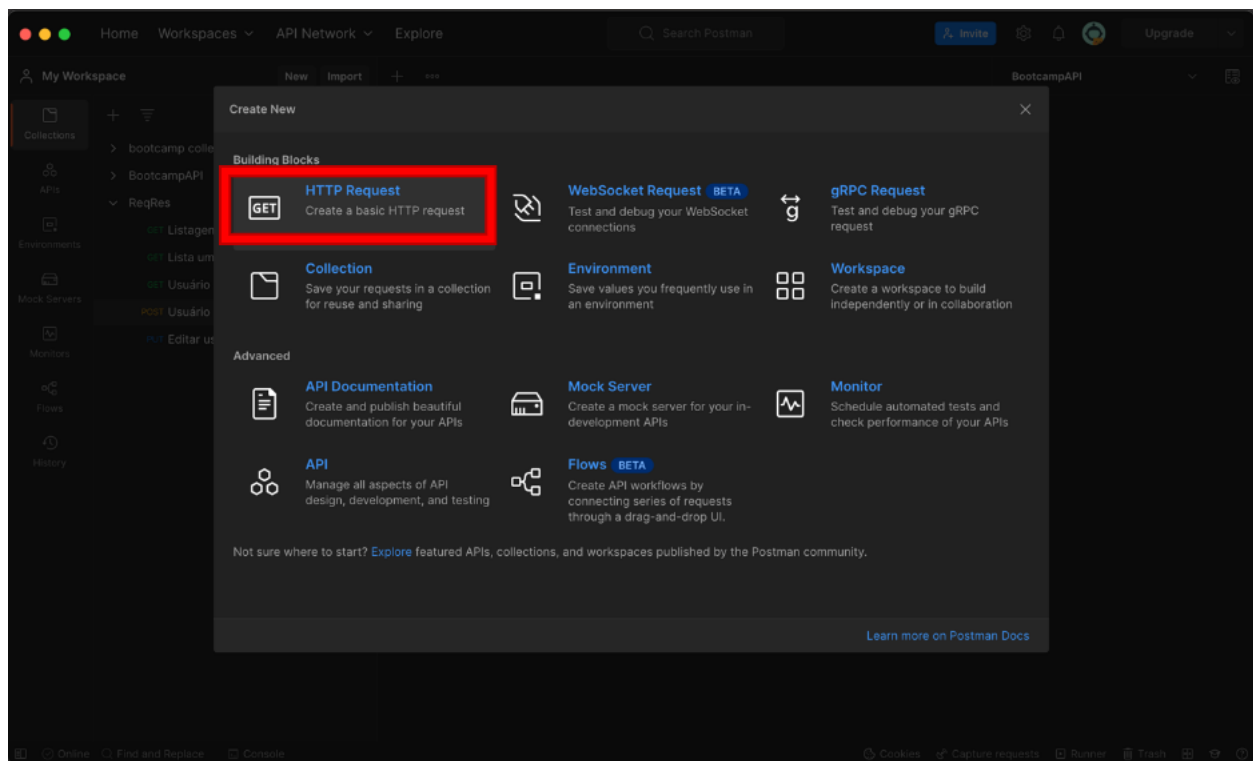 Home Workspaces API Network Explore Search Postman Invite Upgrade
My Workspace New Import BootcampAPI
Create New
Collections
bootcamp colle
Building Blocks
APIs
BootcampAPI
HTTP Request
GET
Create a basic HTTP request
WebSocket Request BETA
Test and debug your WebSocket
connections
gRPC Request
g
Test and debug your gRPC
request
ReqRes
GET Listagen
Environments
GET Lista um
GET Usuário
Mock Servers
POST Usuário
PUT Editar us
Monitors
Flows
History
Collection
Save your requests in a collection
for reuse and sharing
Environment
Save values you frequently use in
an environment
Workspace
Create a workspace to build
independently or in collaboration
Advanced
API Documentation
Create and publish beautiful
documentation for your APIs
Mock Server
Create a mock server for your in-
development APIs
Monitor
Schedule automated tests and
check performance of your APIs
API
Manage all aspects of API
design, development, and testing
Flows BETA
Create API workflows by
connecting series of requests
through a drag-and-drop UI.
Not sure where to start? Explore featured APIs, collections, and workspaces published by the Postman community.
Learn more on Postman Docs
Online Find and Replace Console Cookies Capture requests Runner Trash